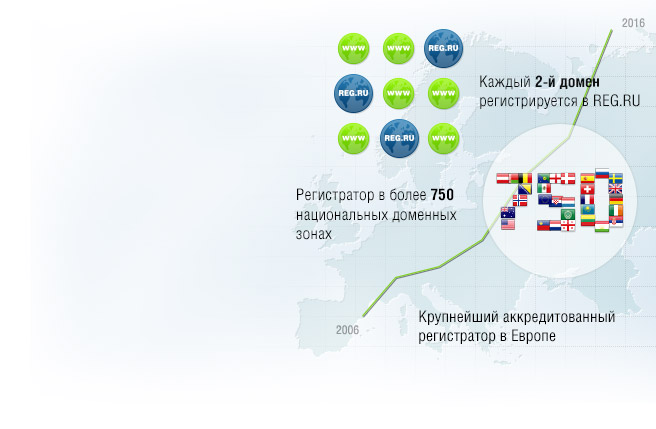 2016
www
www
REG.RU
REG.RU
www
www
www
REG.RU
www
Каждый 2-й домен
регистрируется в REG.RU
Регистратор в более 750
национальных доменных
зонах
750
2006
Крупнейший аккредитованный
регистратор в Европе